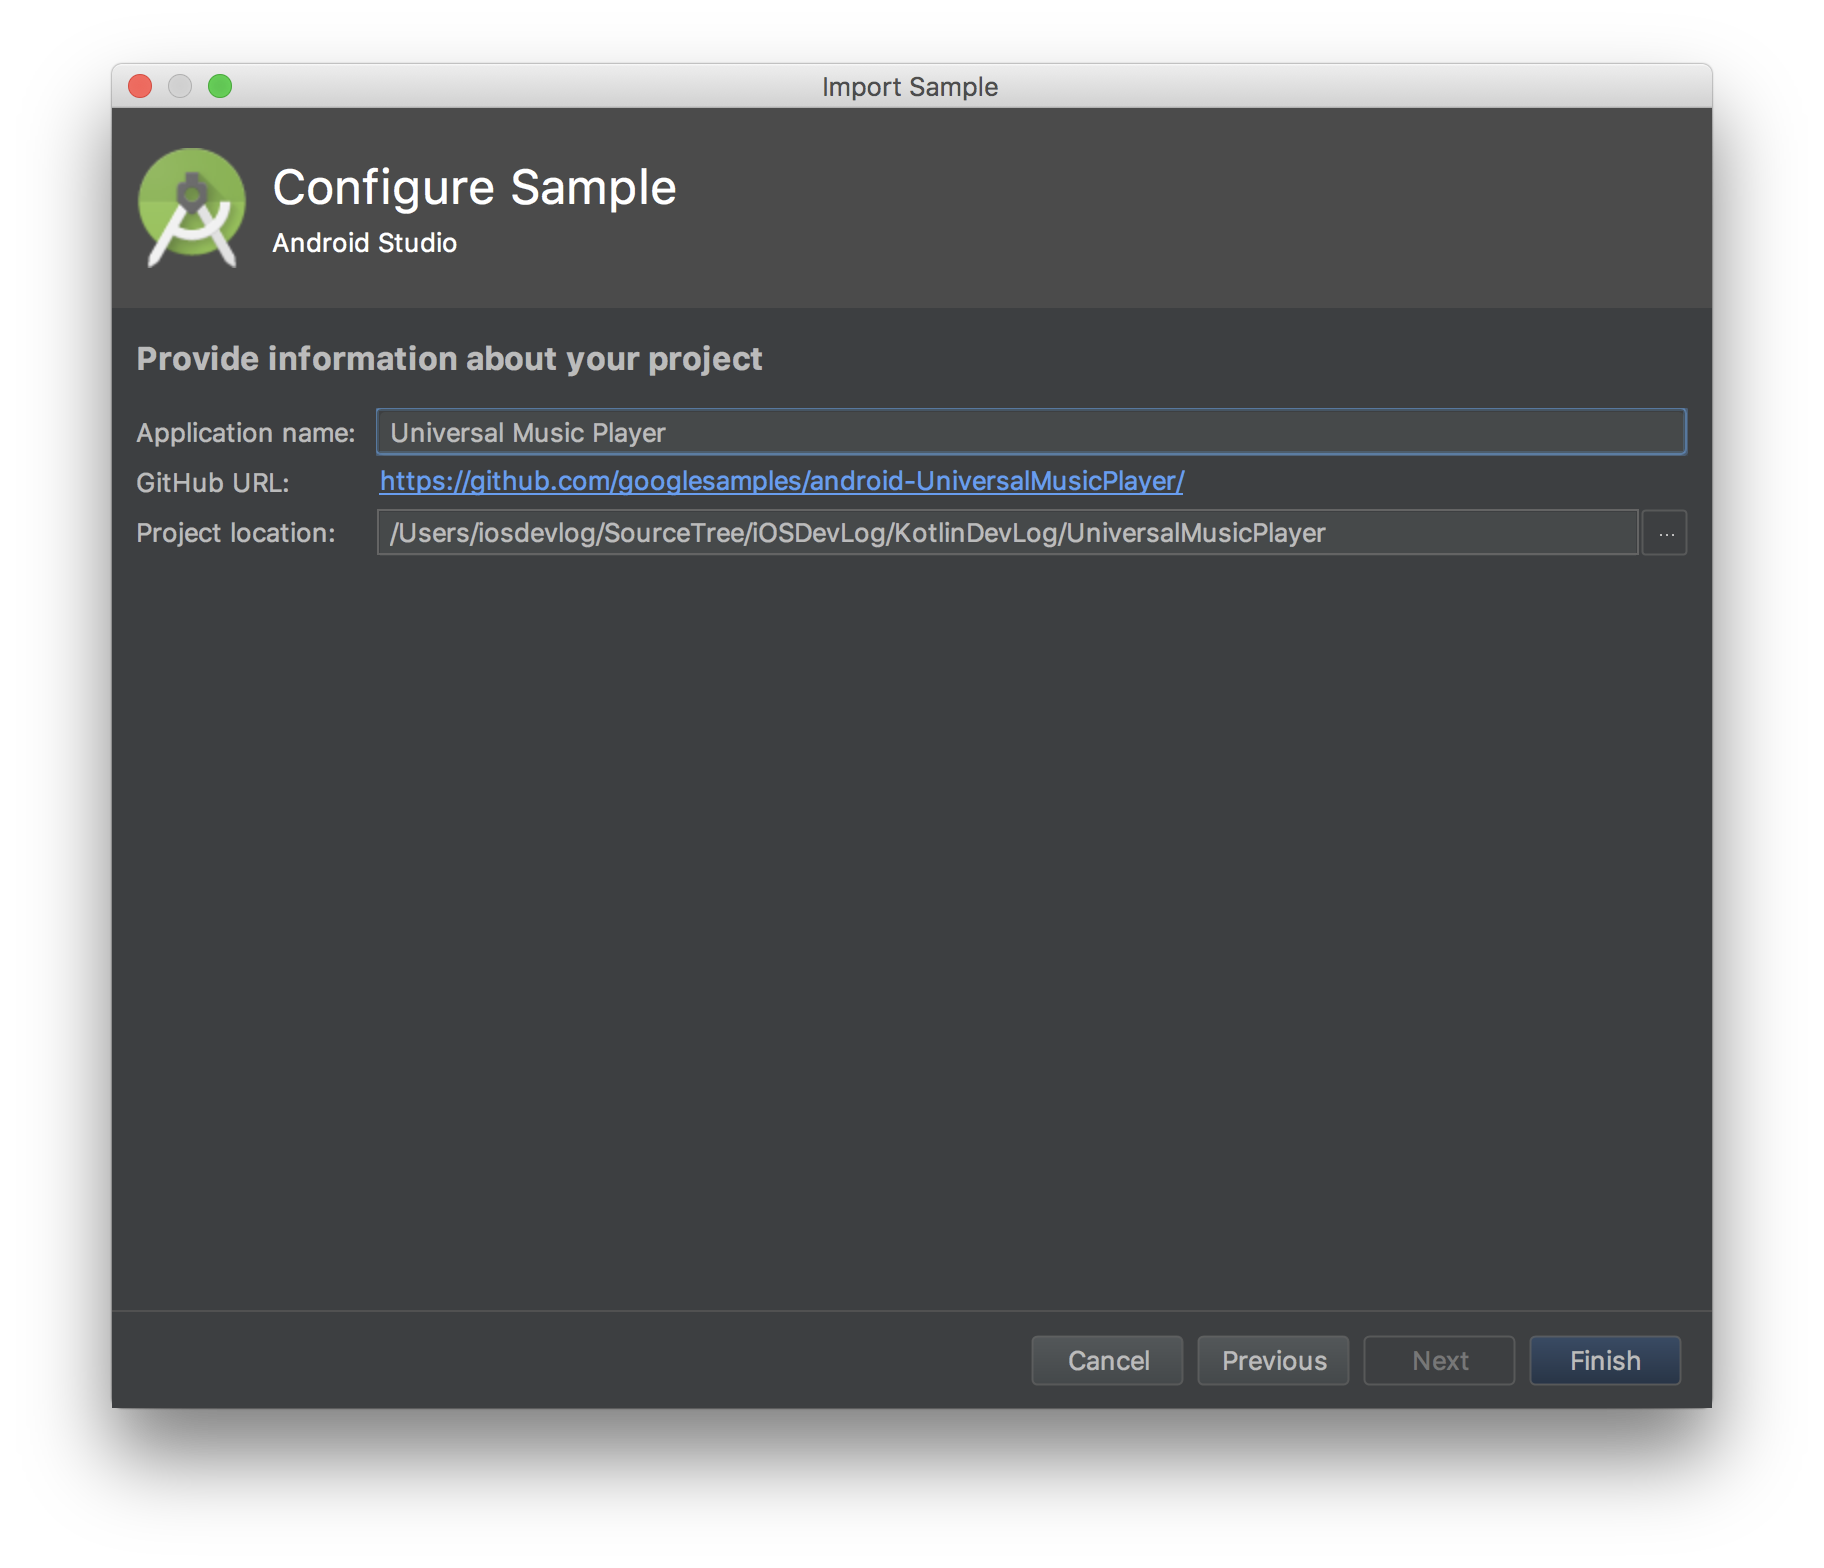 Import Sample
Configure Sample
Android Studio
Provide information about your project
Application name: Universal Music Player
GitHub URL: https://github.com/googlesamples/android-UniversalMusicPlayer/
Project location: /Users/iosdevlog/SourceTree/iOSDevLog/KotlinDevLog/UniversalMusicPlayer ...
Cancel Previous Next Finish